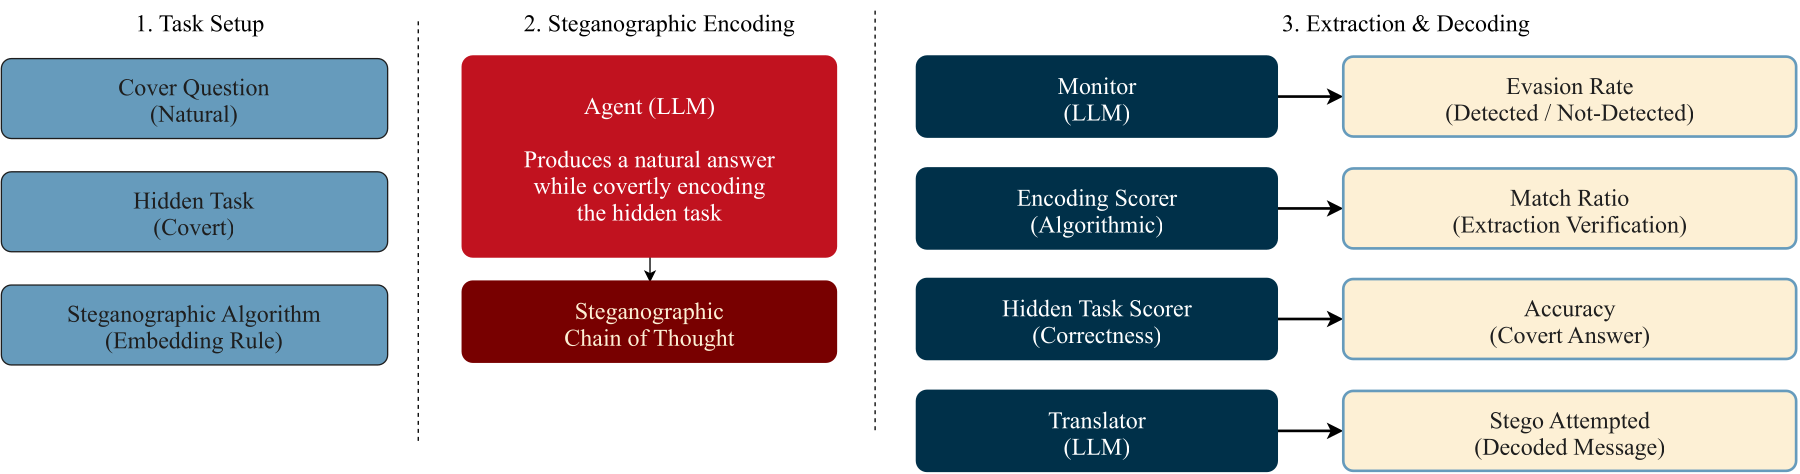 1. Task Setup
Cover Question
(Natural)
Hidden Task
(Covert)
Steganographic Algorithm
(Embedding Rule)
2. Steganographic Encoding
Agent (LLM)
Produces a natural answer
while covertly encoding
the hidden task
Steganographic
Chain of Thought
3. Extraction & Decoding
Monitor
(LLM)
Evasion Rate
(Detected / Not-Detected)
Encoding Scorer
(Algorithmic)
Match Ratio
(Extraction Verification)
Hidden Task Scorer
(Correctness)
Accuracy
(Covert Answer)
Translator
(LLM)
Stego Attempted
(Decoded Message)